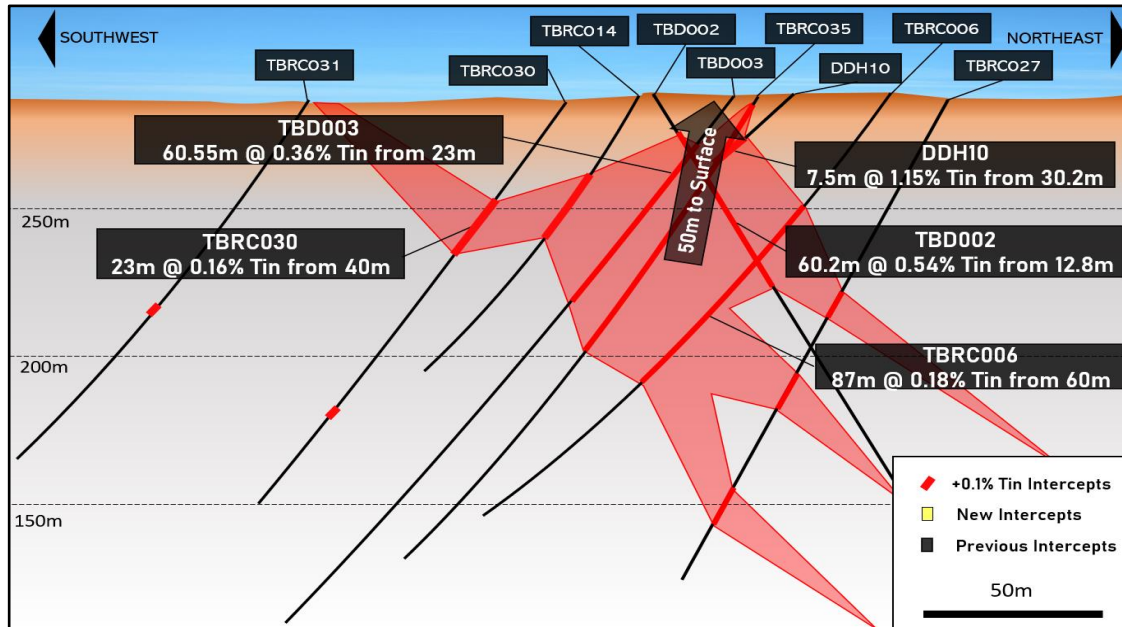 SOUTHWEST
NORTHEAST
TBRC031
TBRC030
TBRC014
TBD002
TBD003
TBRC035
DDH10
TBRC006
TBRC027
TBD003
60.55m @ 0.36% Tin from 23m
50m to Surface
DDH10
7.5m @ 1.15% Tin from 30.2m
250m
TBRC030
23m @ 0.16% Tin from 40m
TBD002
60.2m @ 0.54% Tin from 12.8m
200m
TBRC006
87m @ 0.18% Tin from 60m
150m
+0.1% Tin Intercepts
New Intercepts
Previous Intercepts
50m